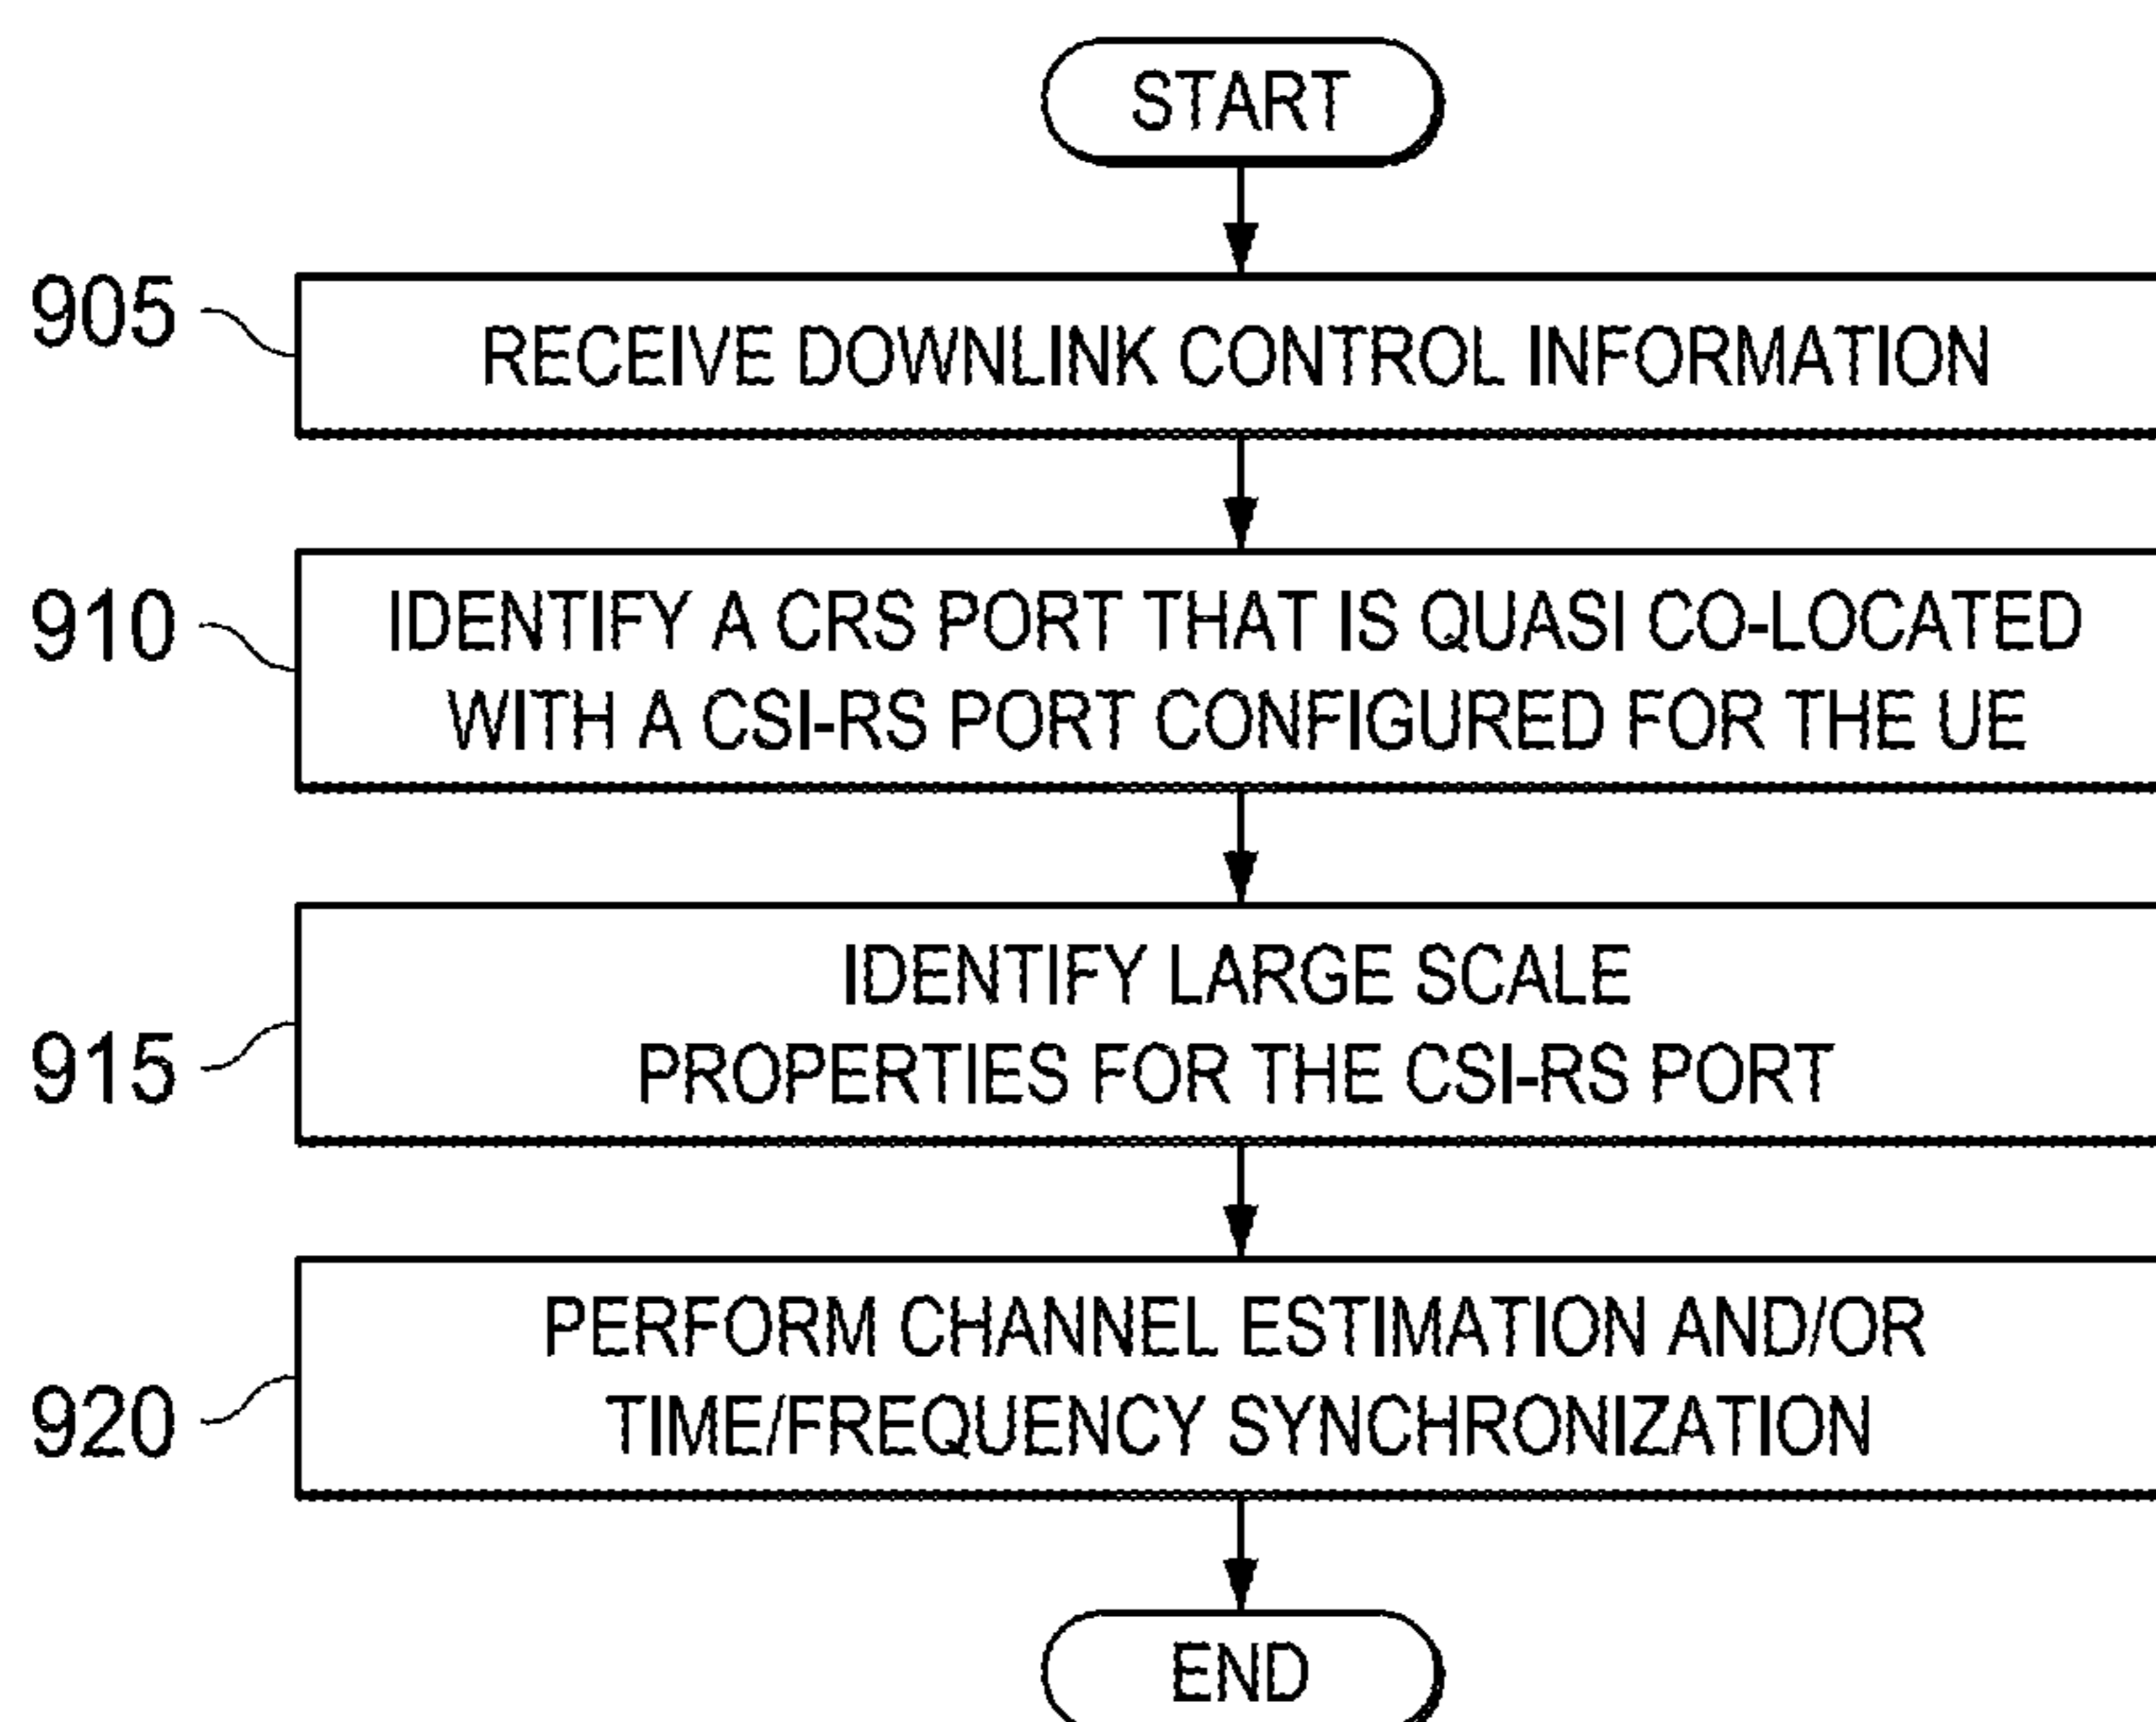 START
905
RECEIVE DOWNLINK CONTROL INFORMATION
910
IDENTIFY A CRS PORT THAT IS QUASI CO-LOCATED
WITH A CSI-RS PORT CONFIGURED FOR THE UE
915
IDENTIFY LARGE SCALE
PROPERTIES FOR THE CSI-RS PORT
920
PERFORM CHANNEL ESTIMATION AND/OR
TIME/FREQUENCY SYNCHRONIZATION
END